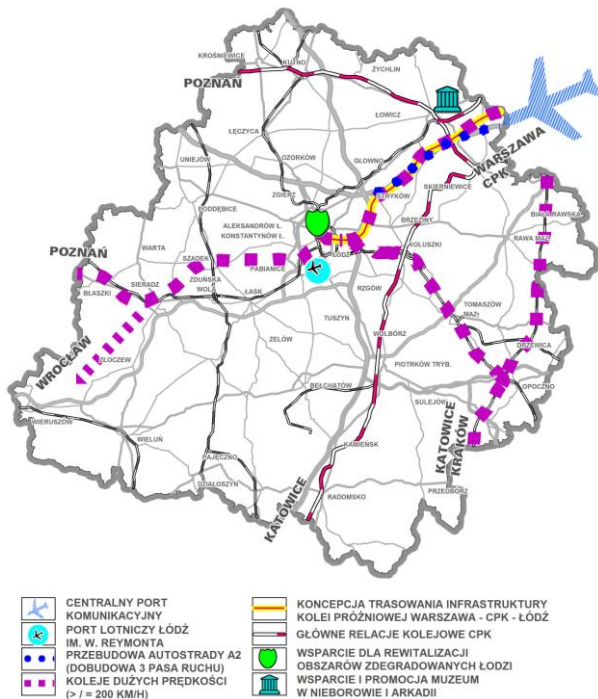 KROŚNIEWICE
KUTNO
ŻYCHLIN
POZNAŃ
ŁOWICZ
ŁĘCZYCA
WARSZAWA
CPK
UNIEJÓW
OZORKÓW
GŁOWNO
SKIERNIEWICE
ZGIERZ
STRYKÓW
PODDĘBICE
BRZEZINY
BIAŁA RAWSKA
ALEKSANDRÓW Ł.
KONSTANTYNÓW Ł.
RAWA MAZ.
POZNAŃ
WARTA
SZADEK
ŁÓDŹ
KOLUSZKI
PABIANICE
BŁASZKI
SIERADZ
ZDUŃSKA
WOLA
ŁASK
RZGÓW
TUSZYN
TOMASZÓW
MAZ.
WROCŁAW
ZŁOCZEW
ZELÓW
WOLBÓRZ
DRZEWICA
PIOTRKÓW TRYB.
BEŁCHATÓW
OPOCZNO
SULEJÓW
WIERUSZÓW
WIELUŃ
KAMIEŃSK
KATOWICE
KRAKÓW
PAJĘCZNO
DZIAŁOSZYN
PRZEDBÓRZ
RADOMSKO
KATOWICE
CENTRALNY PORT
KOMUNIKACYJNY
PORT LOTNICZY ŁÓDŹ
IM. W. REYMONTA
PRZEBUDOWA AUTOSTRADY A2
(DOBUDOWA 3 PASA RUCHU)
KOLEJE DUŻYCH PRĘDKOŚCI
(> / = 200 KM/H)
KONCEPCJA TRASOWANIA INFRASTRUKTURY
KOLEI PRÓŻNIOWEJ WARSZAWA - CPK - ŁÓDŹ
GŁÓWNE RELACJE KOLEJOWE CPK
WSPARCIE DLA REWITALIZACJI
OBSZARÓW ZDEGRADOWANYCH ŁODZI
WSPARCIE I PROMOCJA MUZEUM
W NIEBOROWIE I ARKADII